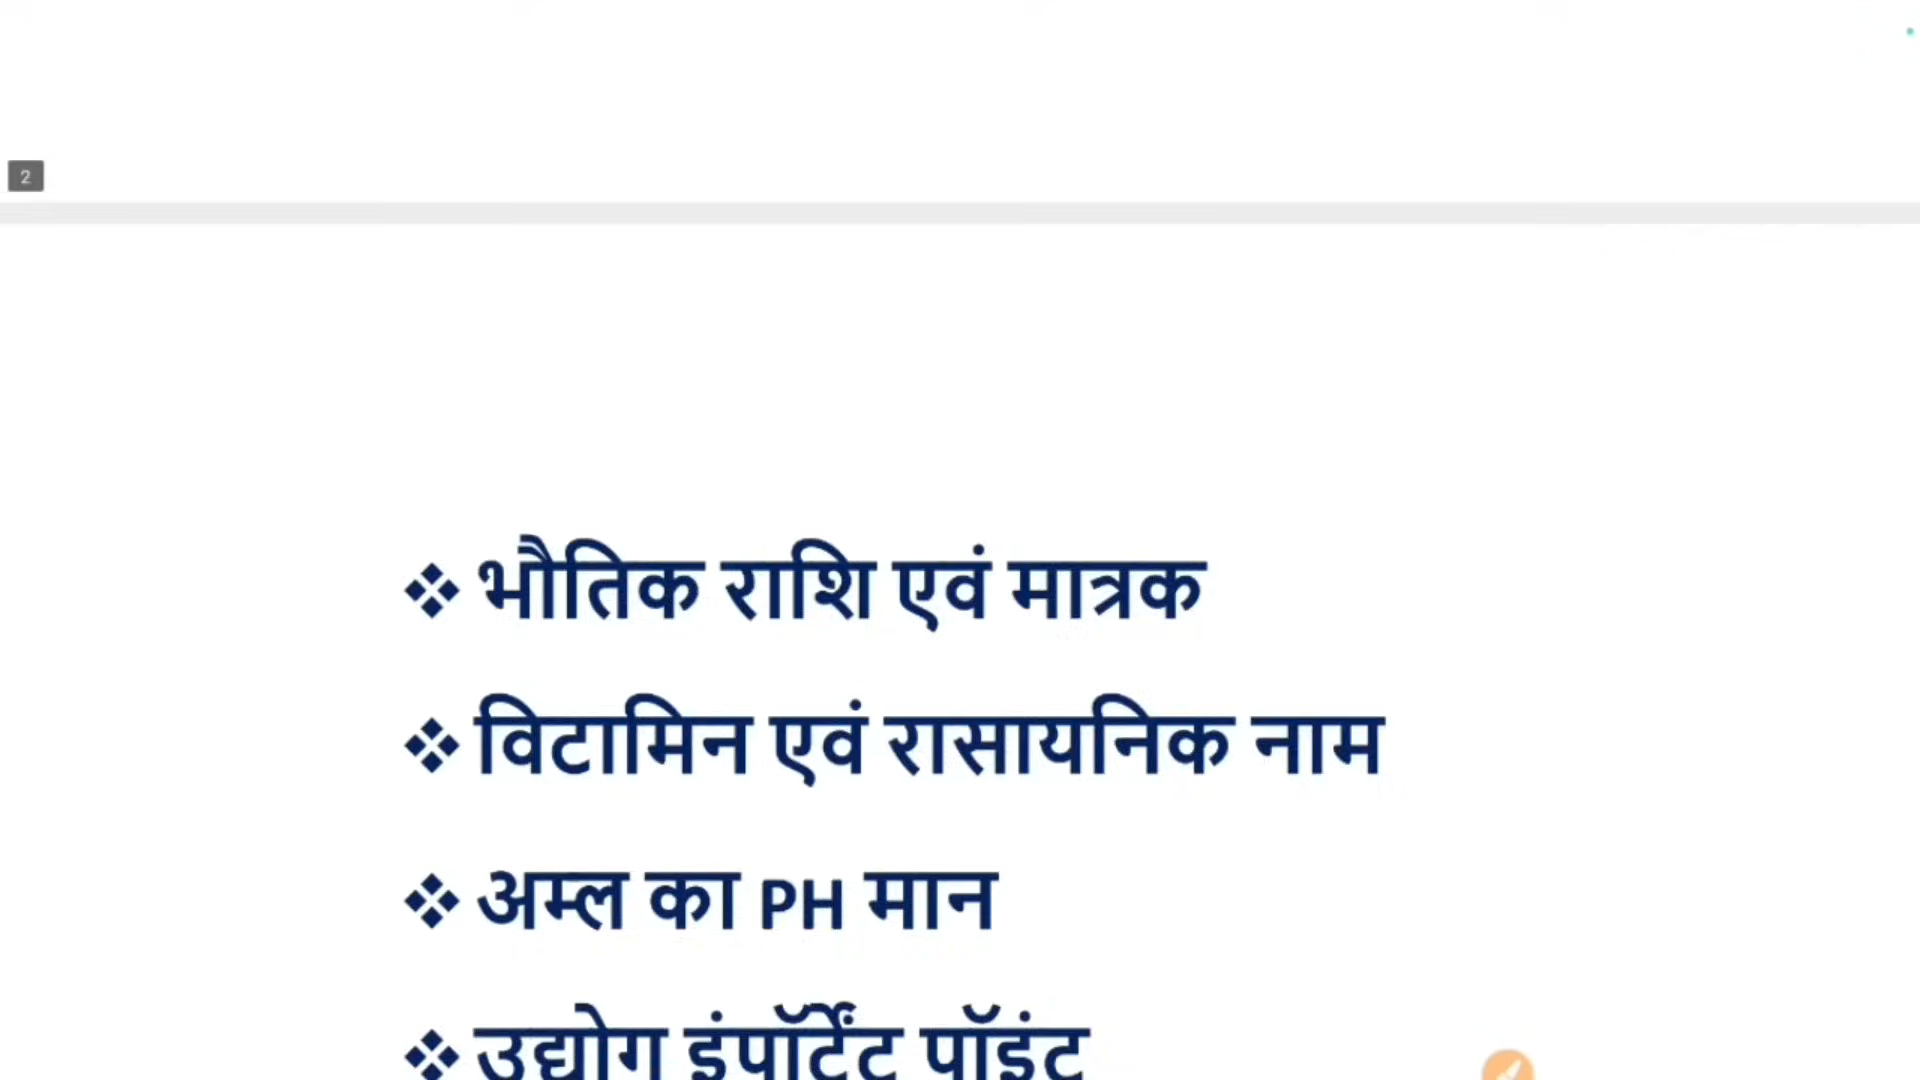 2
❖ भौतिक राशि एवं मात्रक
❖ विटामिन एवं रासायनिक नाम
❖ अम्ल का PH मान
❖ उद्योग इंपॉर्टेंट पॉइंट